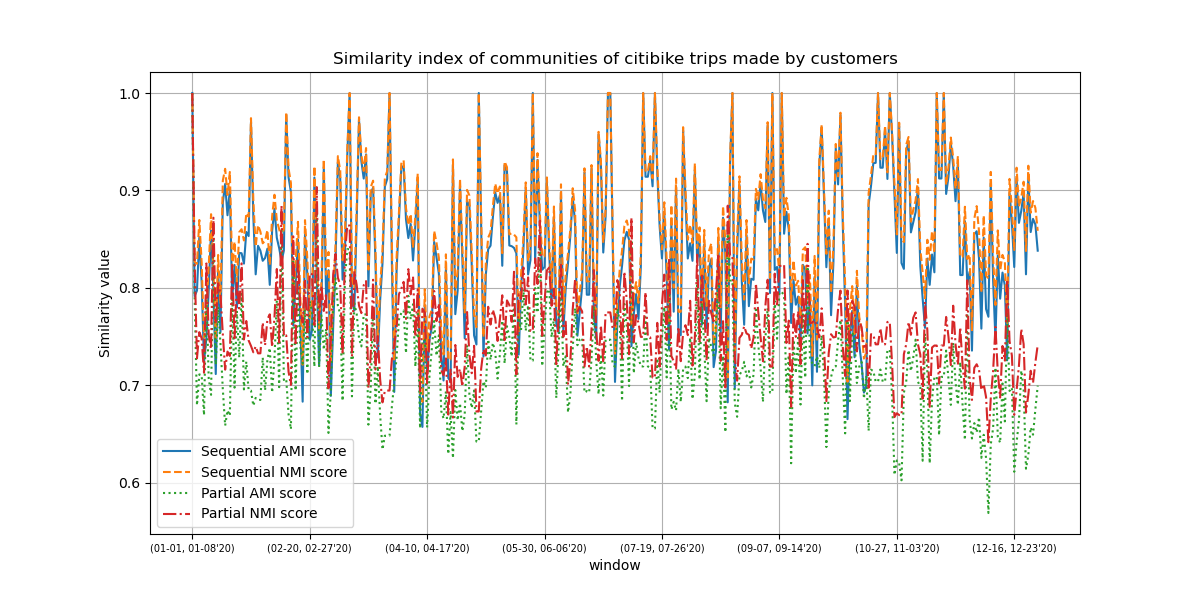 Similarity index of communities of citibike trips made by customers
1.0
0.9
0.8
0.7
0.6
Similarity value
Sequential AMI score
Sequential NMI score
Partial AMI score
Partial NMI score
(01-01, 01-08'20) (02-20, 02-27'20) (04-10, 04-17'20) (05-30, 06-06'20) (07-19, 07-26'20) (09-07, 09-14'20) (10-27, 11-03'20) (12-16, 12-23'20)
window